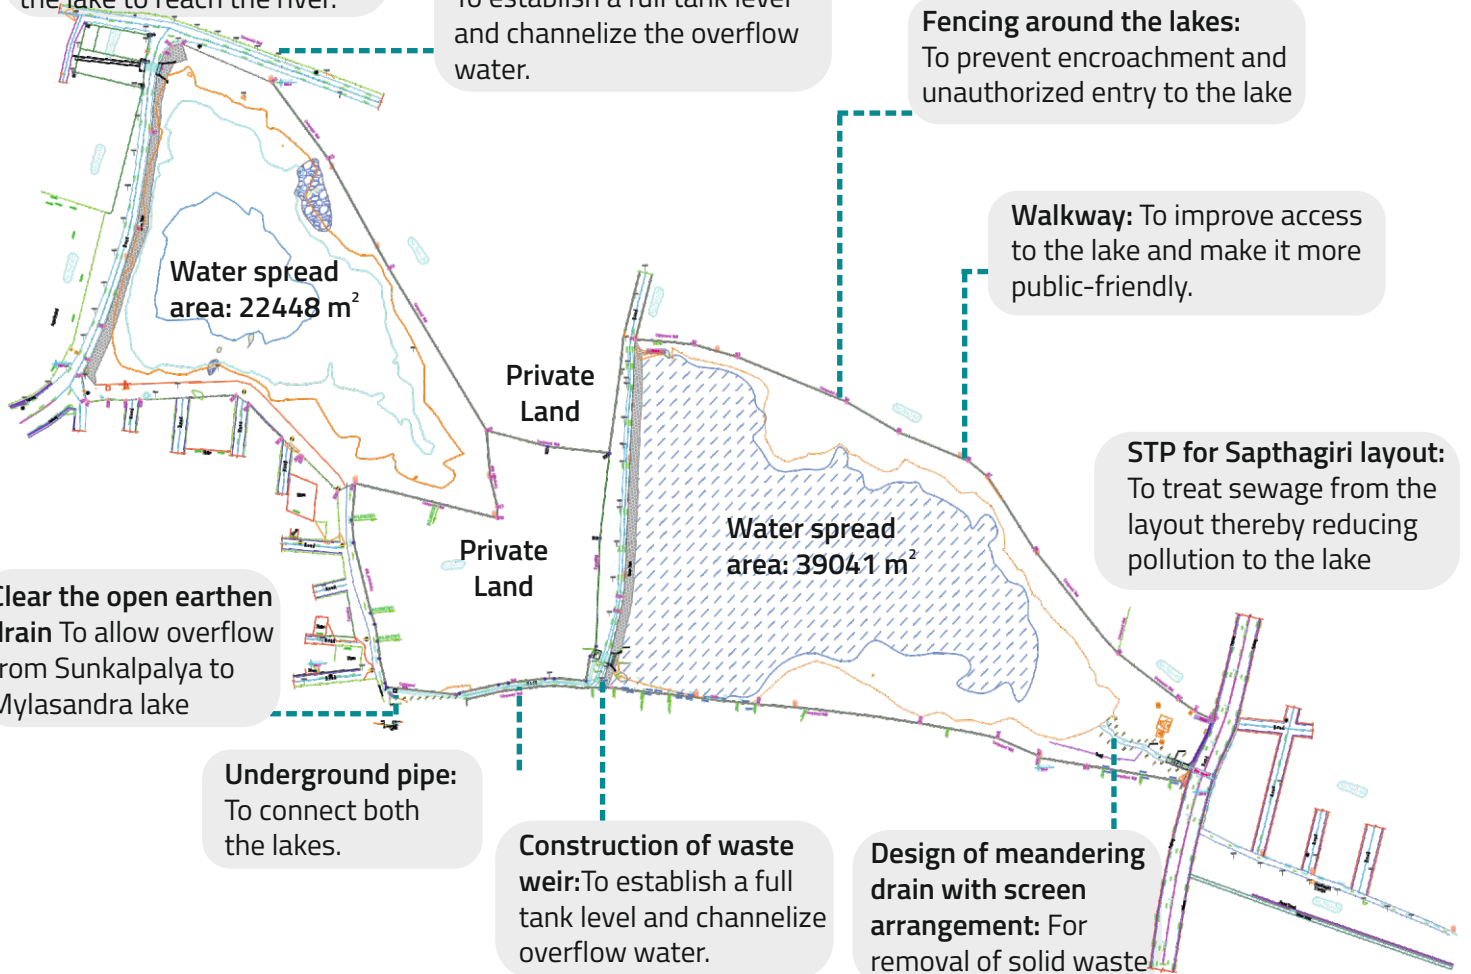 the lake to reach the river.
To establish a full tank level
and channelize the overflow
water.
Fencing around the lakes:
To prevent encroachment and
unauthorized entry to the lake
Walkway: To improve access
to the lake and make it more
public-friendly.
Water spread
area: 22448 m²
Private
Land
STP for Sapthagiri layout:
To treat sewage from the
layout thereby reducing
pollution to the lake
Water spread
area: 39041 m²
Private
Land
Clear the open earthen
drain To allow overflow
from Sunkalpalya to
Mylasandra lake
Underground pipe:
To connect both
the lakes.
Construction of waste
weir:To establish a full
tank level and channelize
overflow water.
Design of meandering
drain with screen
arrangement: For
removal of solid waste